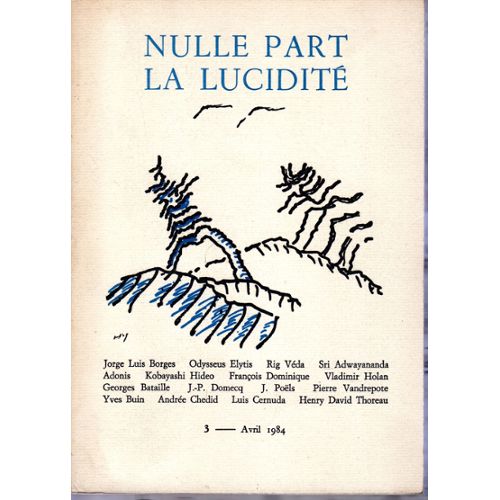 NULLE PART
LA LUCIDITÉ
Jorge Luis Borges Odysseus Elytis Rig Véda Sri Adwayananda
Adonis Kobayashi Hideo François Dominique Vladimir Holan
Georges Bataille J.-P. Domecq J. Poëls Pierre Vandrepote
Yves Buin Andrée Chedid Luis Cernuda Henry David Thoreau
3 — Avril 1984